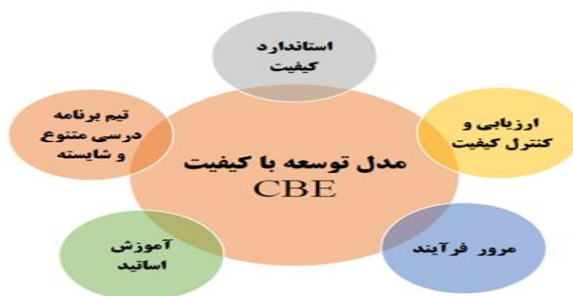 استاندارد
کیفیت
تیم برنامه
درسی متنوع
و شایسته
ارزیابی و
کنترل کیفیت
مدل توسعه با کیفیت
CBE
آموزش
اساتید
مرور فرآیند